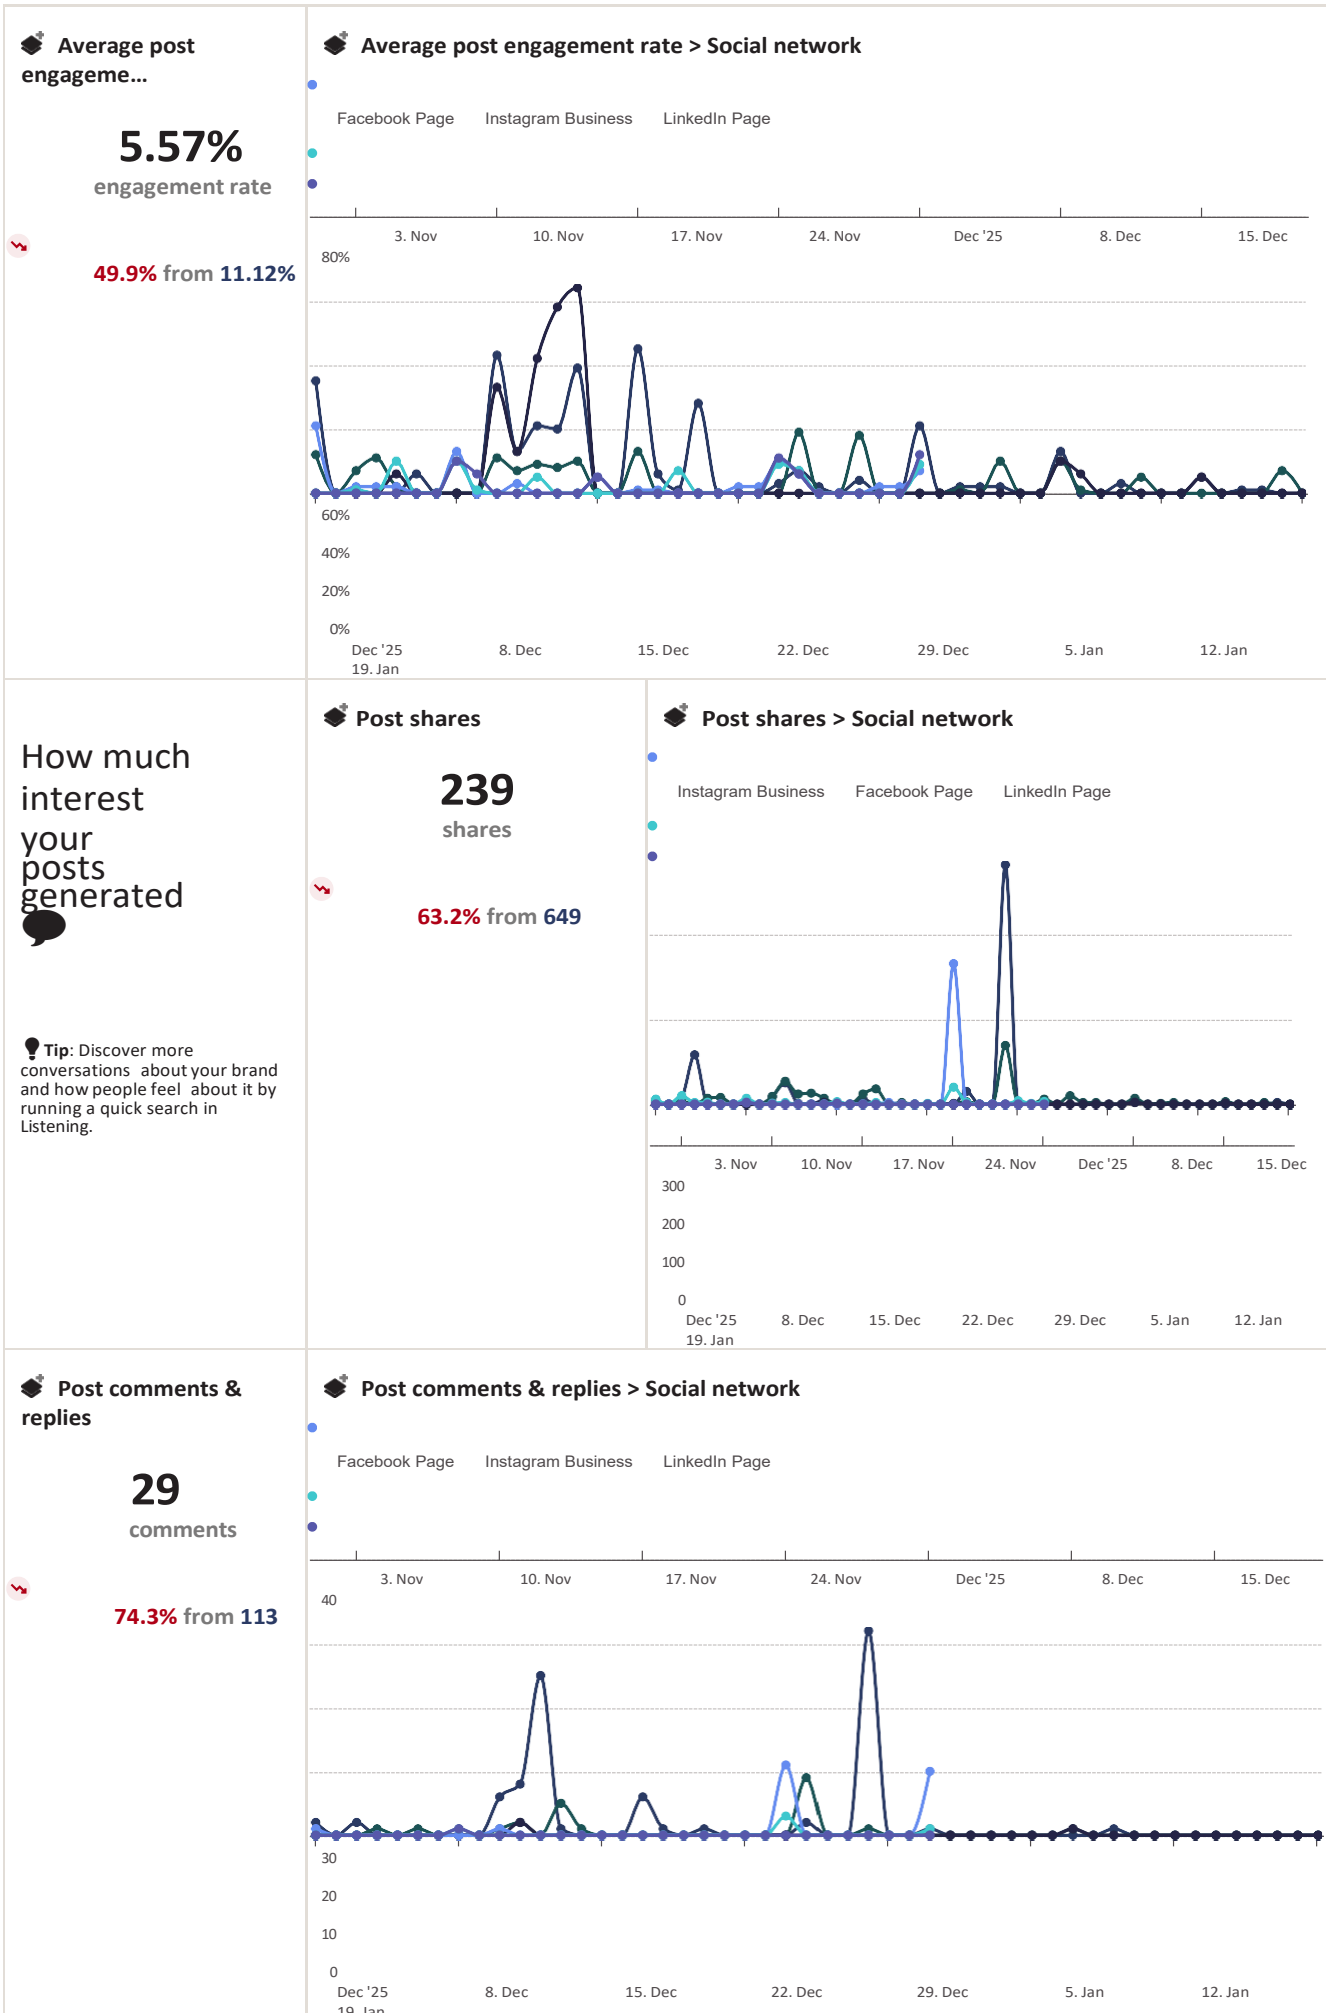 Average post
engageme...
5.57%
engagement rate
49.9% from 11.12%
Average post engagement rate > Social network
Facebook Page Instagram Business LinkedIn Page
3. Nov 10. Nov 17. Nov 24. Nov Dec '25 8. Dec 15. Dec
80%
60%
40%
20%
0%
Dec '25 8. Dec 15. Dec 22. Dec 29. Dec 5. Jan 12. Jan
19. Jan
How much
interest
your
posts
generated
Tip: Discover more
conversations about your brand
and how people feel about it by
running a quick search in
Listening.
Post shares
239
shares
63.2% from 649
Post shares > Social network
Instagram Business Facebook Page LinkedIn Page
3. Nov 10. Nov 17. Nov 24. Nov Dec '25 8. Dec 15. Dec
300
200
100
0
Dec '25 8. Dec 15. Dec 22. Dec 29. Dec 5. Jan 12. Jan
19. Jan
Post comments &
replies
29
comments
74.3% from 113
Post comments & replies > Social network
Facebook Page Instagram Business LinkedIn Page
3. Nov 10. Nov 17. Nov 24. Nov Dec '25 8. Dec 15. Dec
40
30
20
10
0
Dec '25 8. Dec 15. Dec 22. Dec 29. Dec 5. Jan 12. Jan
19. Jan